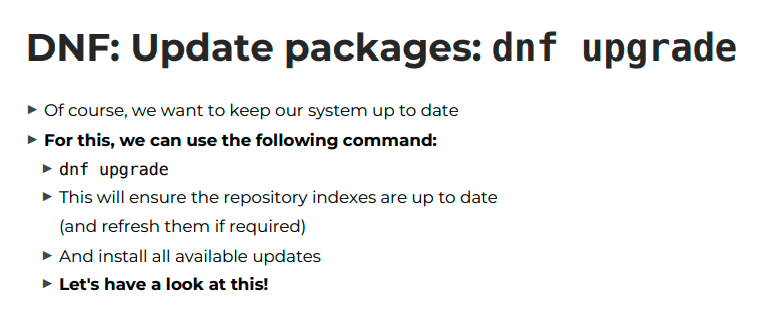 DNF: Update packages: dnf upgrade
Of course, we want to keep our system up to date
For this, we can use the following command:
dnf upgrade
This will ensure the repository indexes are up to date
(and refresh them if required)
And install all available updates
Let's have a look at this!